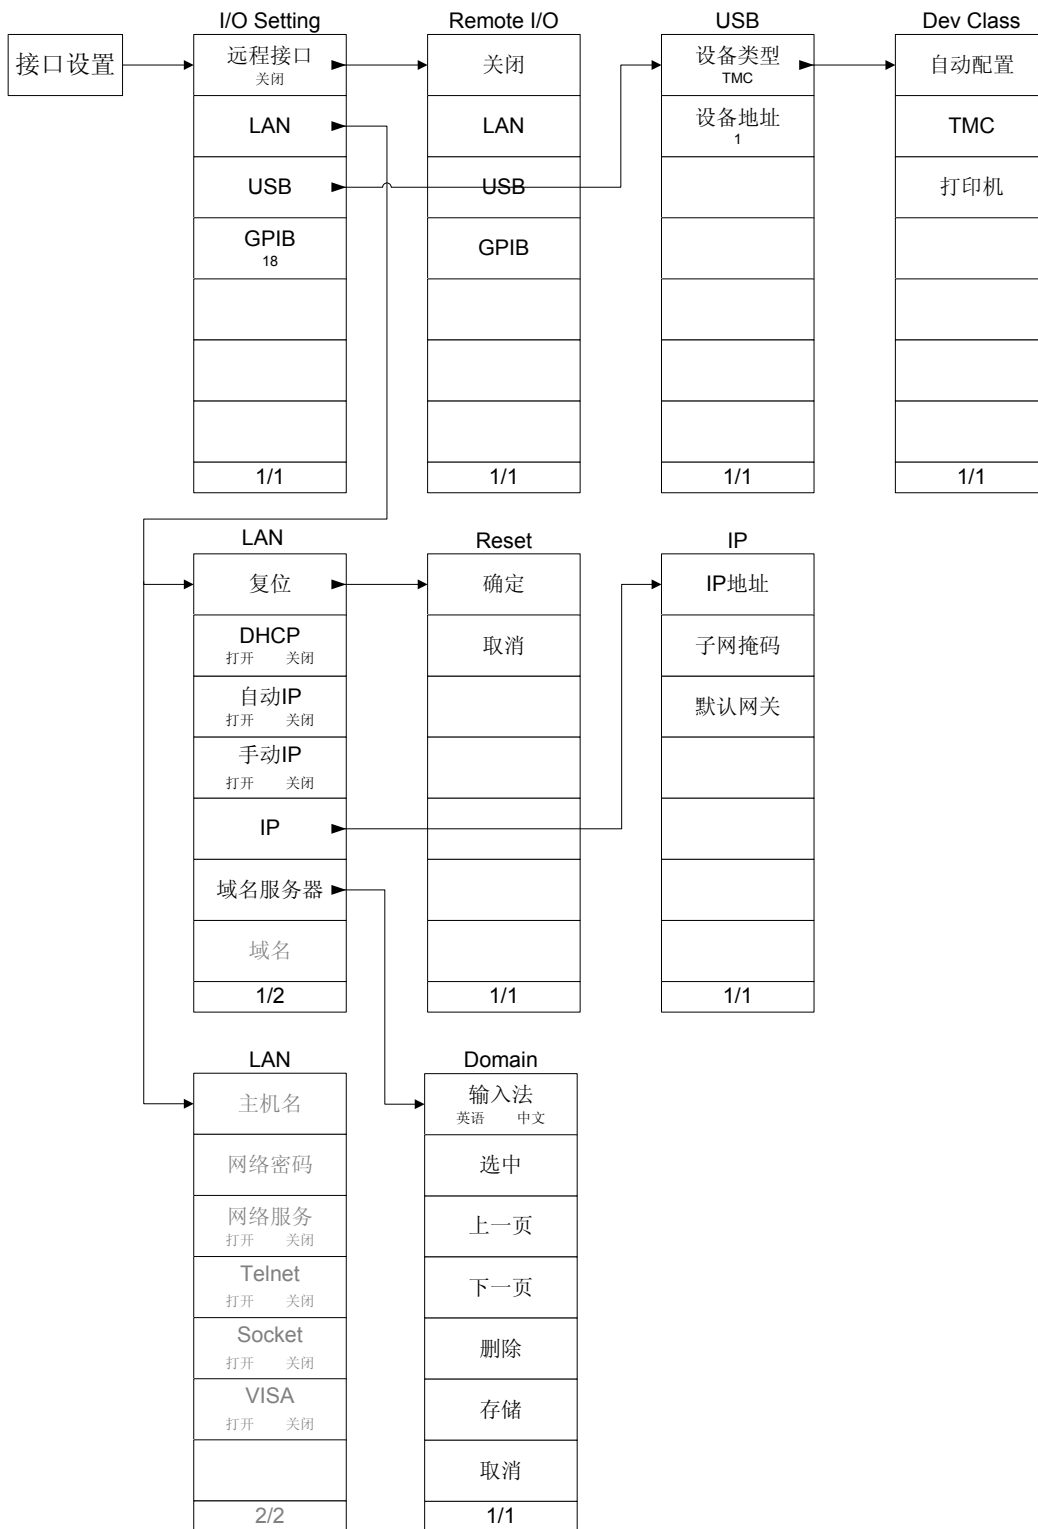 接口设置
I/O Setting
远程接口
关闭
LAN
USB
GPIB
18
1/1
Remote I/O
关闭
LAN
USB
GPIB
1/1
USB
设备类型
TMC
设备地址
1
1/1
Dev Class
自动配置
TMC
打印机
1/1
LAN
复位
DHCP
打开 关闭
自动IP
打开 关闭
手动IP
打开 关闭
IP
域名服务器
域名
1/2
Reset
确定
取消
1/1
IP
IP地址
子网掩码
默认网关
1/1
LAN
主机名
网络密码
网络服务
打开 关闭
Telnet
打开 关闭
Socket
打开 关闭
VISA
打开 关闭
2/2
Domain
输入法
英语 中文
选中
上一页
下一页
删除
存储
取消
1/1